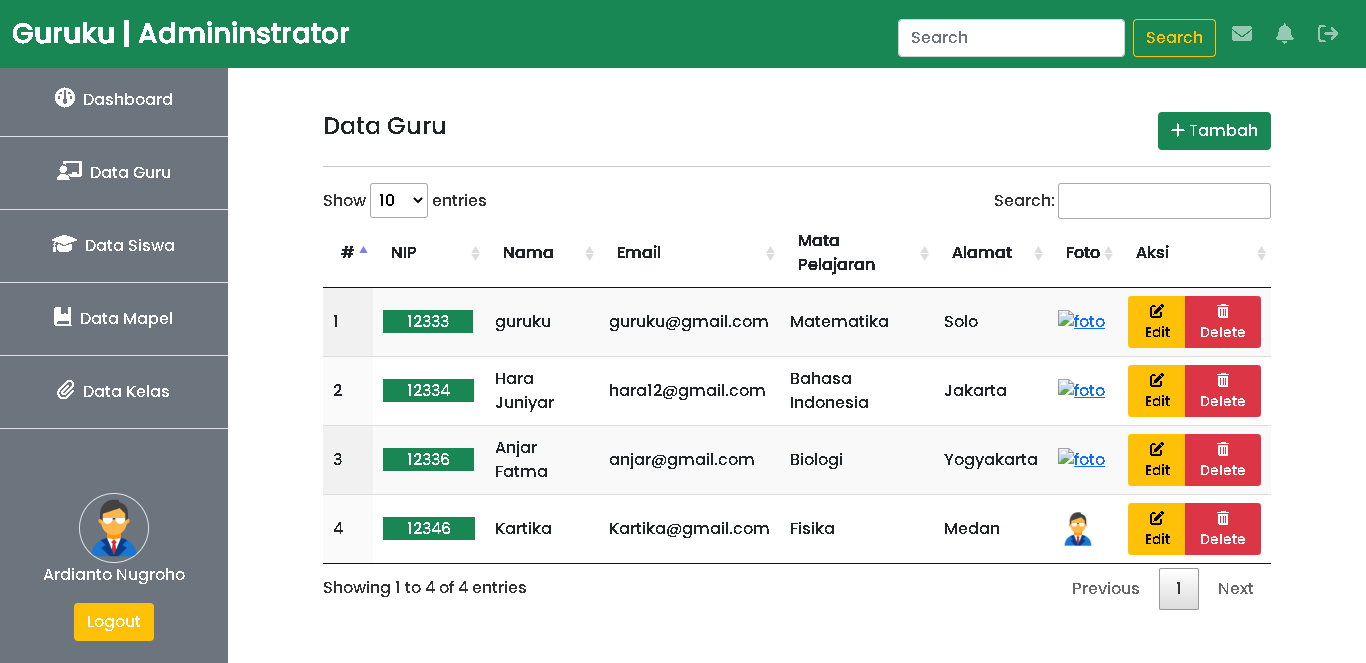 Guruku | Admininstrator
Search
Search
Dashboard
Data Guru
Data Siswa
Data Mapel
Data Kelas
Ardianto Nugroho
Logout
Data Guru
+ Tambah
Show 10 entries
Search:
# NIP Nama Email Mata Pelajaran Alamat Foto Aksi
1 12333 guruku guruku@gmail.com Matematika Solo foto Edit Delete
2 12334 Hara Juniyar hara12@gmail.com Bahasa Indonesia Jakarta foto Edit Delete
3 12336 Anjar Fatma anjar@gmail.com Biologi Yogyakarta foto Edit Delete
4 12346 Kartika Kartika@gmail.com Fisika Medan Edit Delete
Showing 1 to 4 of 4 entries
Previous 1 Next